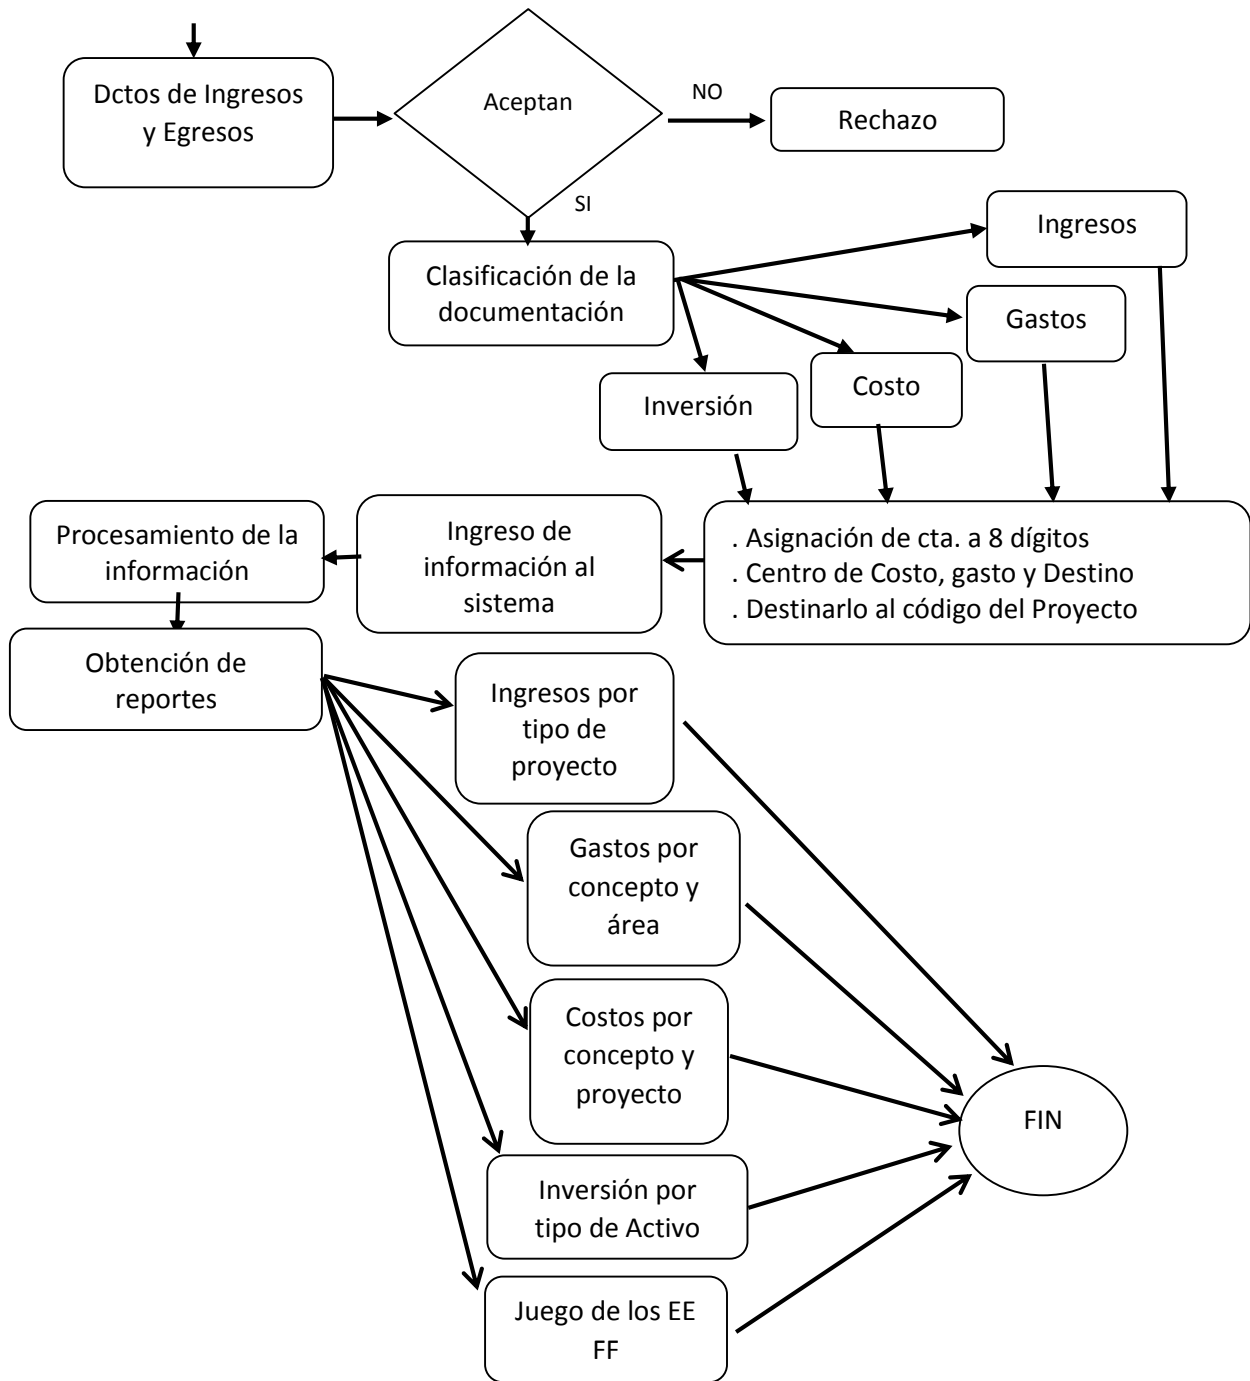 Dctos de Ingresos
y Egresos
Aceptan
NO
Rechazo
SI
Clasificación de la
documentación
Ingresos
Gastos
Costo
Inversión
. Asignación de cta. a 8 dígitos
. Centro de Costo, gasto y Destino
. Destinarlo al código del Proyecto
Ingreso de
información al
sistema
Procesamiento de la
información
Obtención de
reportes
Ingresos por
tipo de
proyecto
Gastos por
concepto y
área
Costos por
concepto y
proyecto
Inversión por
tipo de Activo
Juego de los EE
FF
FIN